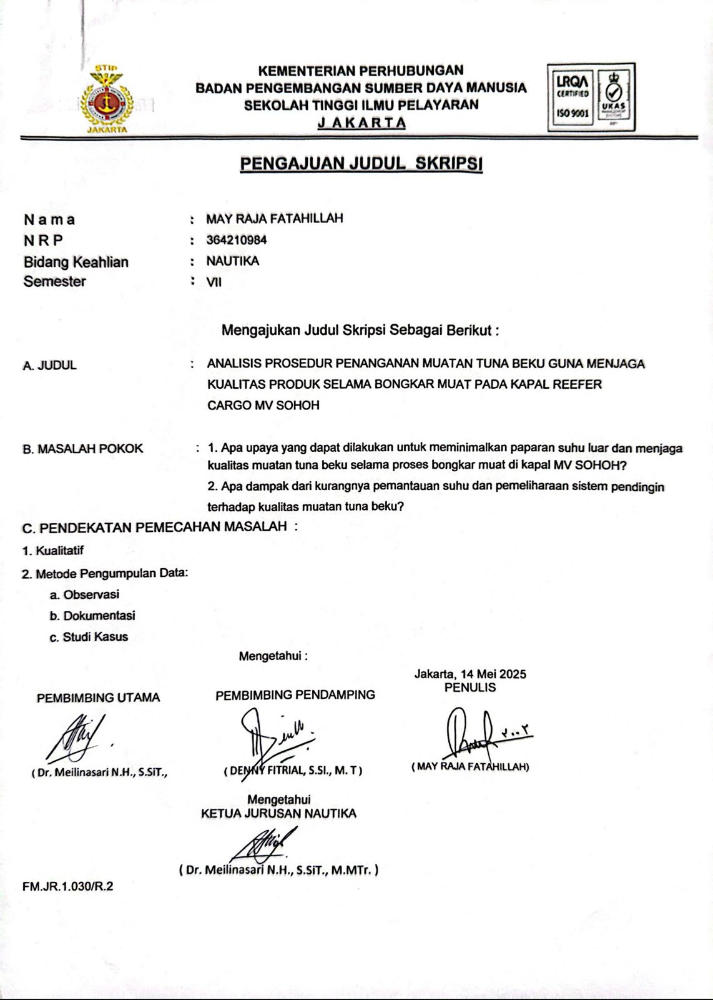 STIP
JAKARTA
KEMENTERIAN PERHUBUNGAN
BADAN PENGEMBANGAN SUMBER DAYA MANUSIA
SEKOLAH TINGGI ILMU PELAYARAN
J A K A R T A
LRQA
CERTIFIED
ISO 9001
UKAS
MANAGEMENT
SYSTEMS
PENGAJUAN JUDUL SKRIPSI
N a m a : MAY RAJA FATAHILLAH
N R P : 364210984
Bidang Keahlian : NAUTIKA
Semester : VII
Mengajukan Judul Skripsi Sebagai Berikut :
A. JUDUL : ANALISIS PROSEDUR PENANGANAN MUATAN TUNA BEKU GUNA MENJAGA
KUALITAS PRODUK SELAMA BONGKAR MUAT PADA KAPAL REEFER
CARGO MV SOHOH
B. MASALAH POKOK : 1. Apa upaya yang dapat dilakukan untuk meminimalkan paparan suhu luar dan menjaga
kualitas muatan tuna beku selama proses bongkar muat di kapal MV SOHOH?
2. Apa dampak dari kurangnya pemantauan suhu dan pemeliharaan sistem pendingin
terhadap kualitas muatan tuna beku?
C. PENDEKATAN PEMECAHAN MASALAH :
1. Kualitatif
2. Metode Pengumpulan Data:
a. Observasi
b. Dokumentasi
c. Studi Kasus
Mengetahui :
Jakarta, 14 Mei 2025
PEMBIMBING UTAMA PEMBIMBING PENDAMPING PENULIS
٢٠٠٣
( Dr. Meilinasari N.H., S.SiT., ( DENNY FITRIAL, S.SI., M. T ) ( MAY RAJA FATAHILLAH)
Mengetahui
KETUA JURUSAN NAUTIKA
( Dr. Meilinasari N.H., S.SiT., M.MTr. )
FM.JR.1.030/R.2